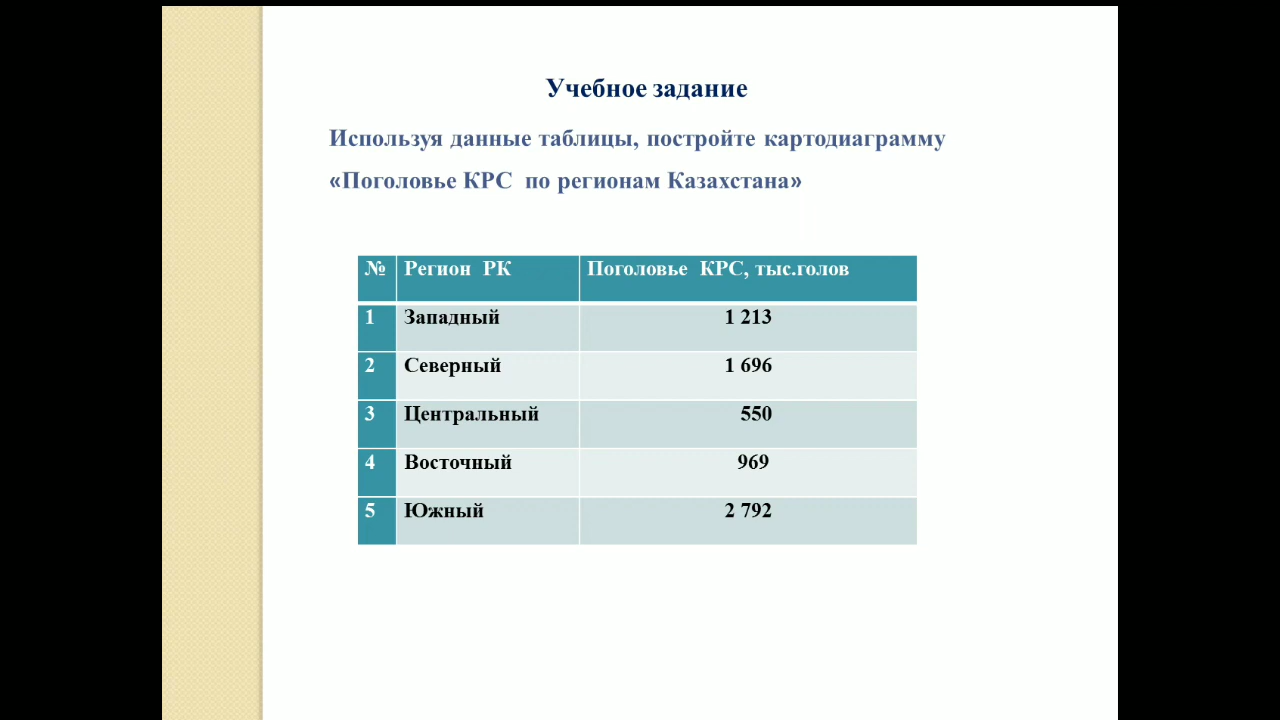 Учебное задание
Используя данные таблицы, постройте картодиаграмму
«Поголовье КРС по регионам Казахстана»
№ Регион РК Поголовье КРС, тыс.голов
1 Западный 1 213
2 Северный 1 696
3 Центральный 550
4 Восточный 969
5 Южный 2 792